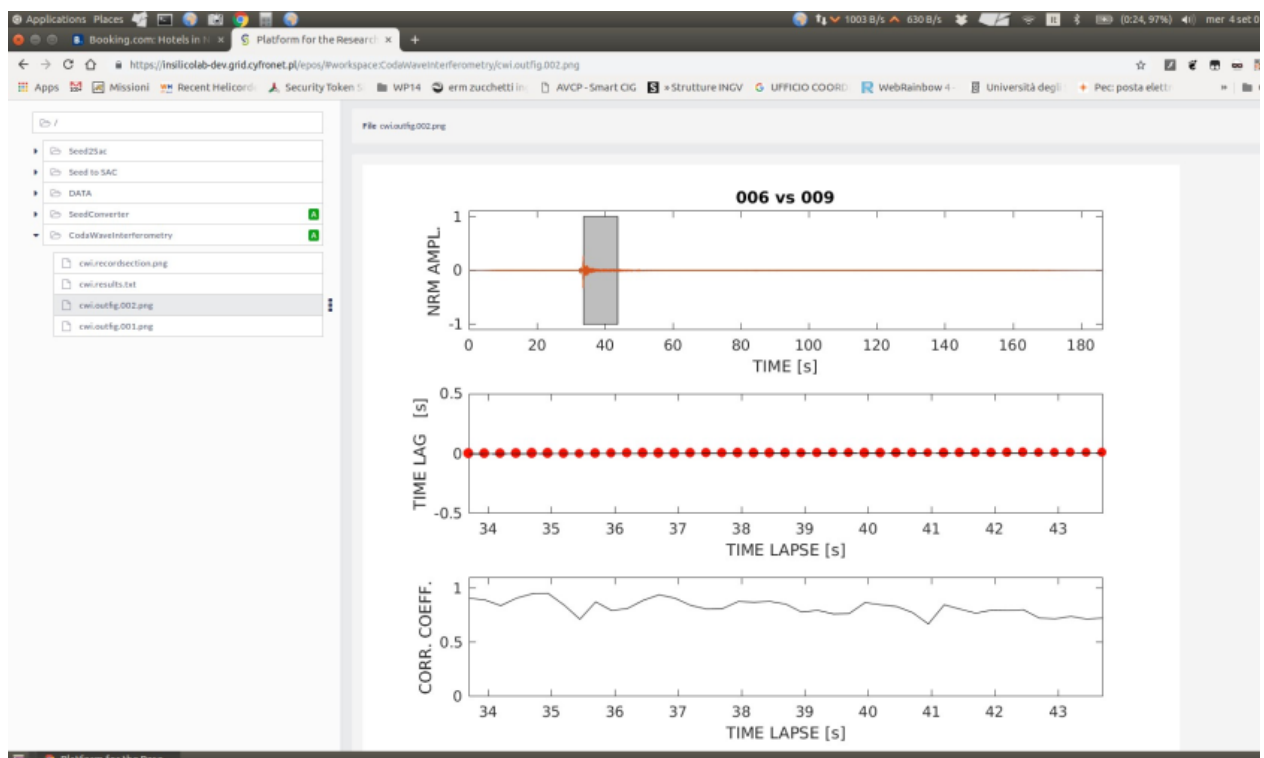 Applications Places 1003 B/s 630 B/s (0:24, 97%) mer 4 set 0
Booking.com: Hotels in N × Platform for the Research × +
https://insilicolab-dev.grid.cyfronet.pl/epos/#workspace:CodaWaveInterferometry/cwi.outfig.002.png
Apps Missioni Recent Helicord Security Token S WP14 erm zucchetti in AVCP - Smart CIG » Strutture INGV UFFICIO COORD WebRainbow 4 - Università degl Pec: posta elettr »
/
File cwi.outfig.002.png
Seed2Sac
Seed to SAC
DATA
SeedConverter A
CodaWaveInterferometry A
cwi.recordsection.png
cwi.results.txt
cwi.outfig.002.png
cwi.outfig.001.png
006 vs 009
NRM AMPL.
1
0
-1
0 20 40 60 80 100 120 140 160 180
TIME [s]
TIME LAG [s]
0.5
0
-0.5
34 35 36 37 38 39 40 41 42 43
TIME LAPSE [s]
CORR. COEFF.
1
0.5
0
34 35 36 37 38 39 40 41 42 43
TIME LAPSE [s]